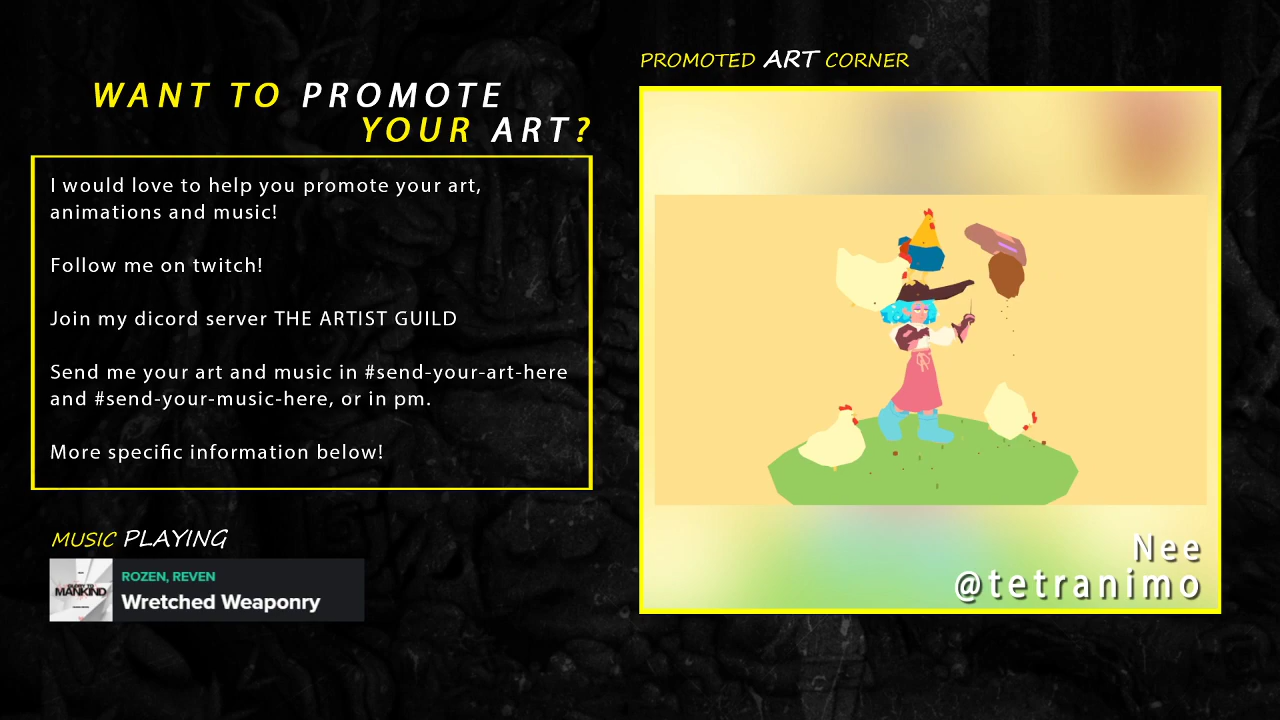 WANT TO PROMOTE
YOUR ART?
I would love to help you promote your art,
animations and music!
Follow me on twitch!
Join my dicord server THE ARTIST GUILD
Send me your art and music in #send-your-art-here
and #send-your-music-here, or in pm.
More specific information below!
MUSIC PLAYING
MANKIND
ROZEN, REVEN
Wretched Weaponry
PROMOTED ART CORNER
Nee
@tetranimo